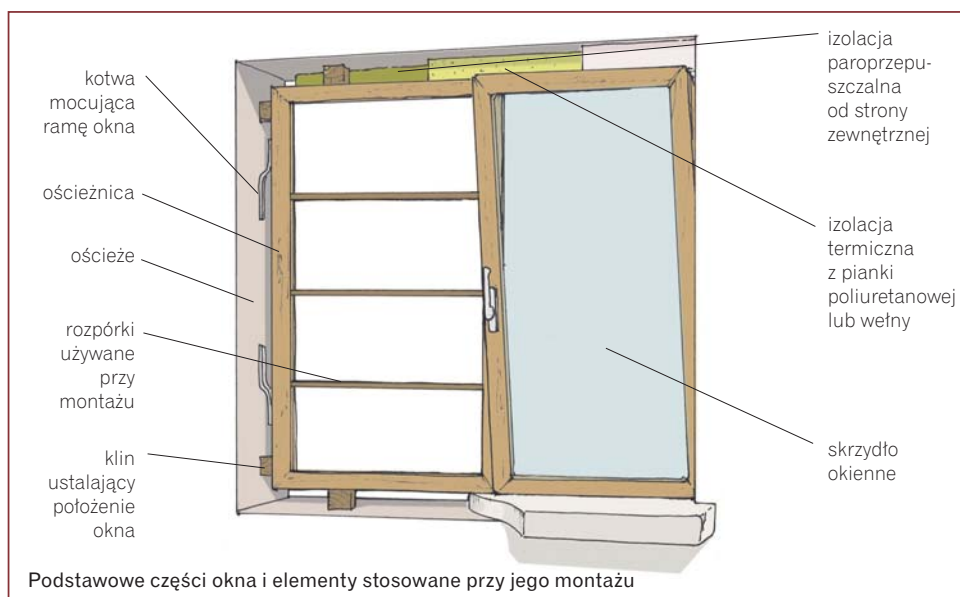 kotwa
mocująca
ramę okna
ościeżnica
ościeże
rozpórki
używane
przy
montażu
klin
ustalający
położenie
okna
izolacja
paroprzepu-
szczalna
od strony
zewnętrznej
izolacja
termiczna
z pianki
poliuretanowej
lub wełny
skrzydło
okienne
Podstawowe części okna i elementy stosowane przy jego montażu